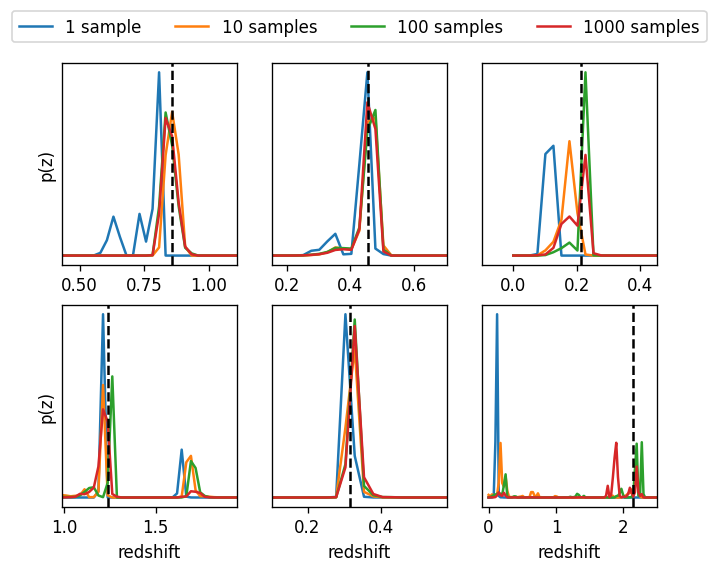 1 sample 10 samples 100 samples 1000 samples
p(z)
0.50 0.75 1.00 0.2 0.4 0.6 0.0 0.2 0.4
p(z)
1.0 1.5 0.2 0.4 0 1 2
redshift redshift redshift